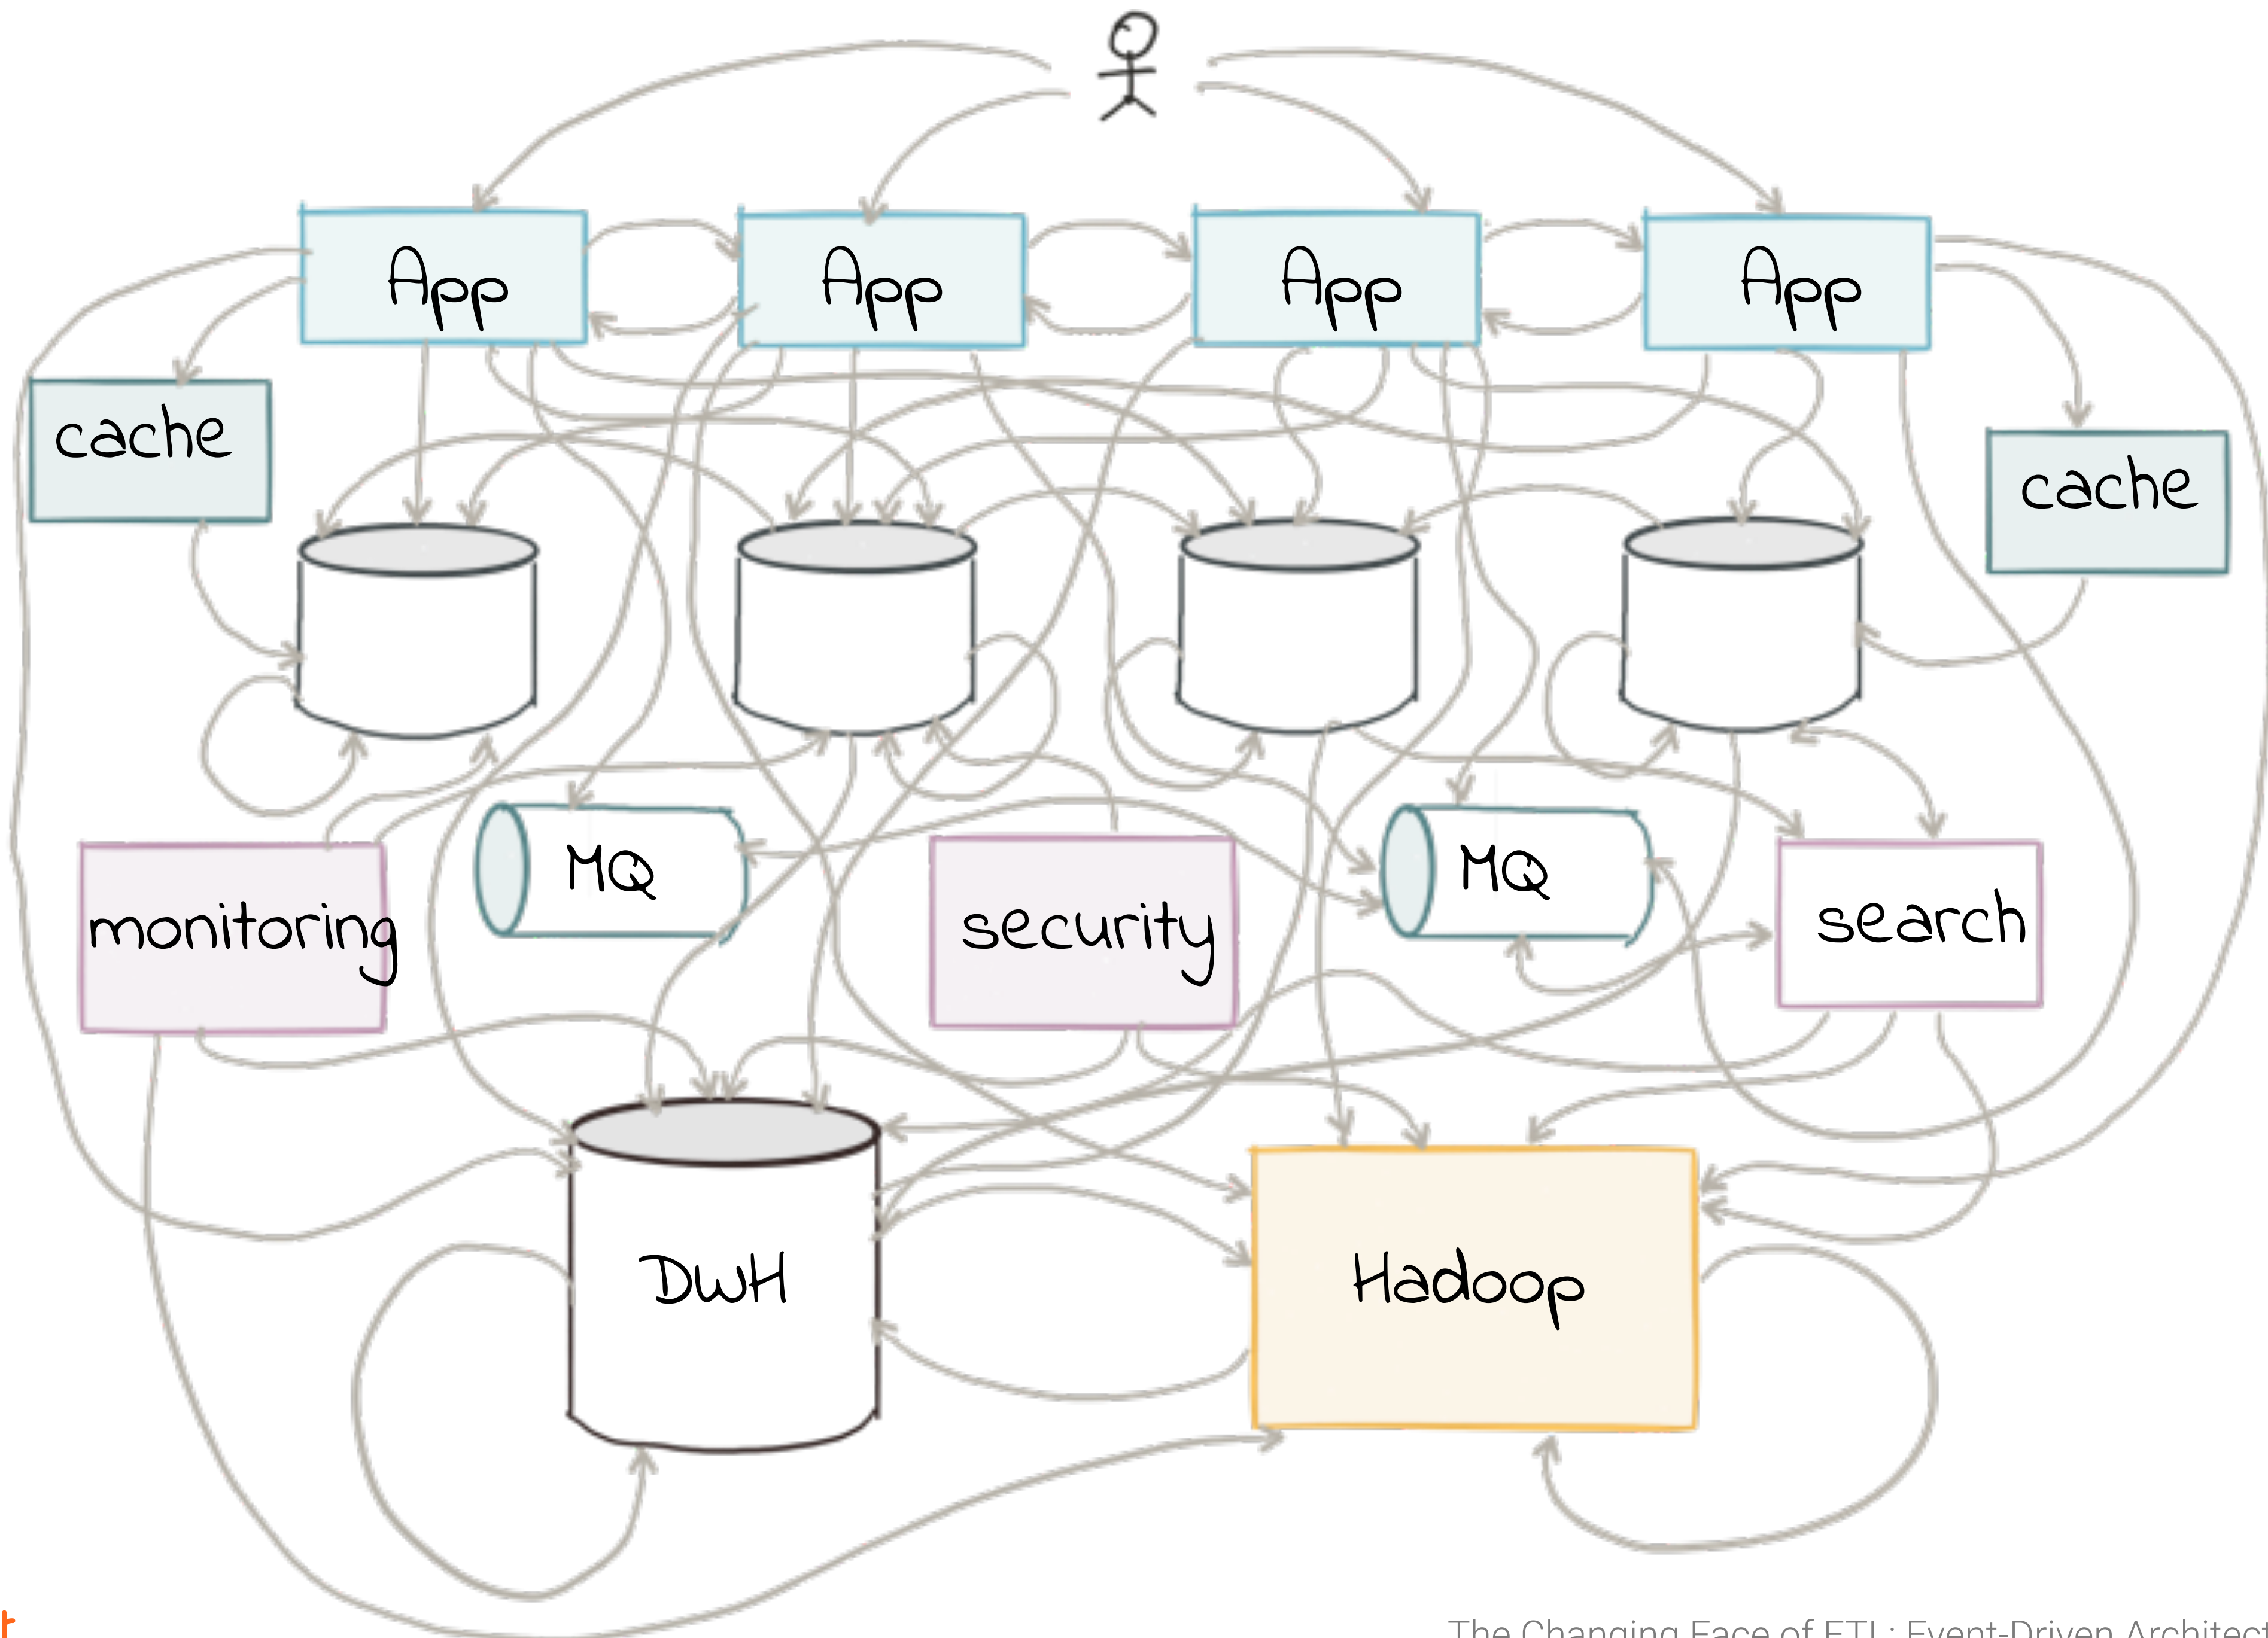 App
App
App
App
cache
cache
MQ
MQ
monitoring
security
search
DWH
Hadoop
r
The Changing Face of ETL: Event-Driven Architect